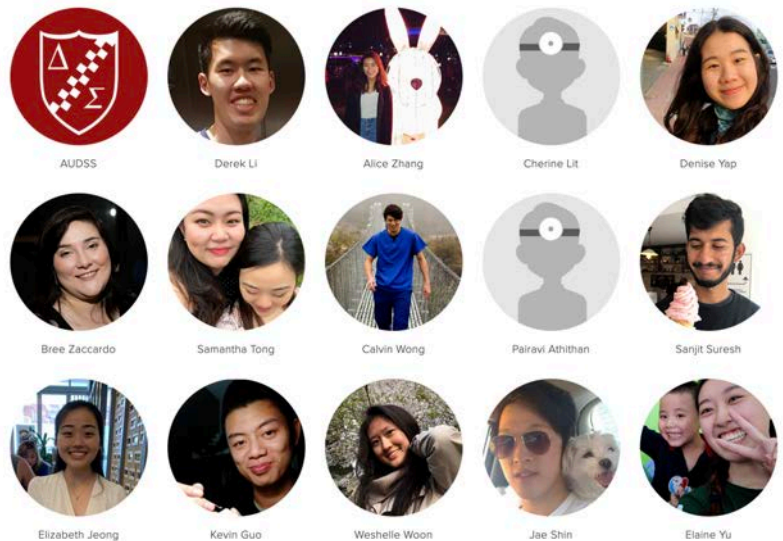 Δ
Σ
AUDSS
Derek Li
Alice Zhang
Cherine Lit
Denise Yap
Bree Zaccardo
Samantha Tong
Calvin Wong
Pairavi Athithan
Sanjit Suresh
Elizabeth Jeong
Kevin Guo
Weshelle Woon
Jae Shin
Elaine Yu